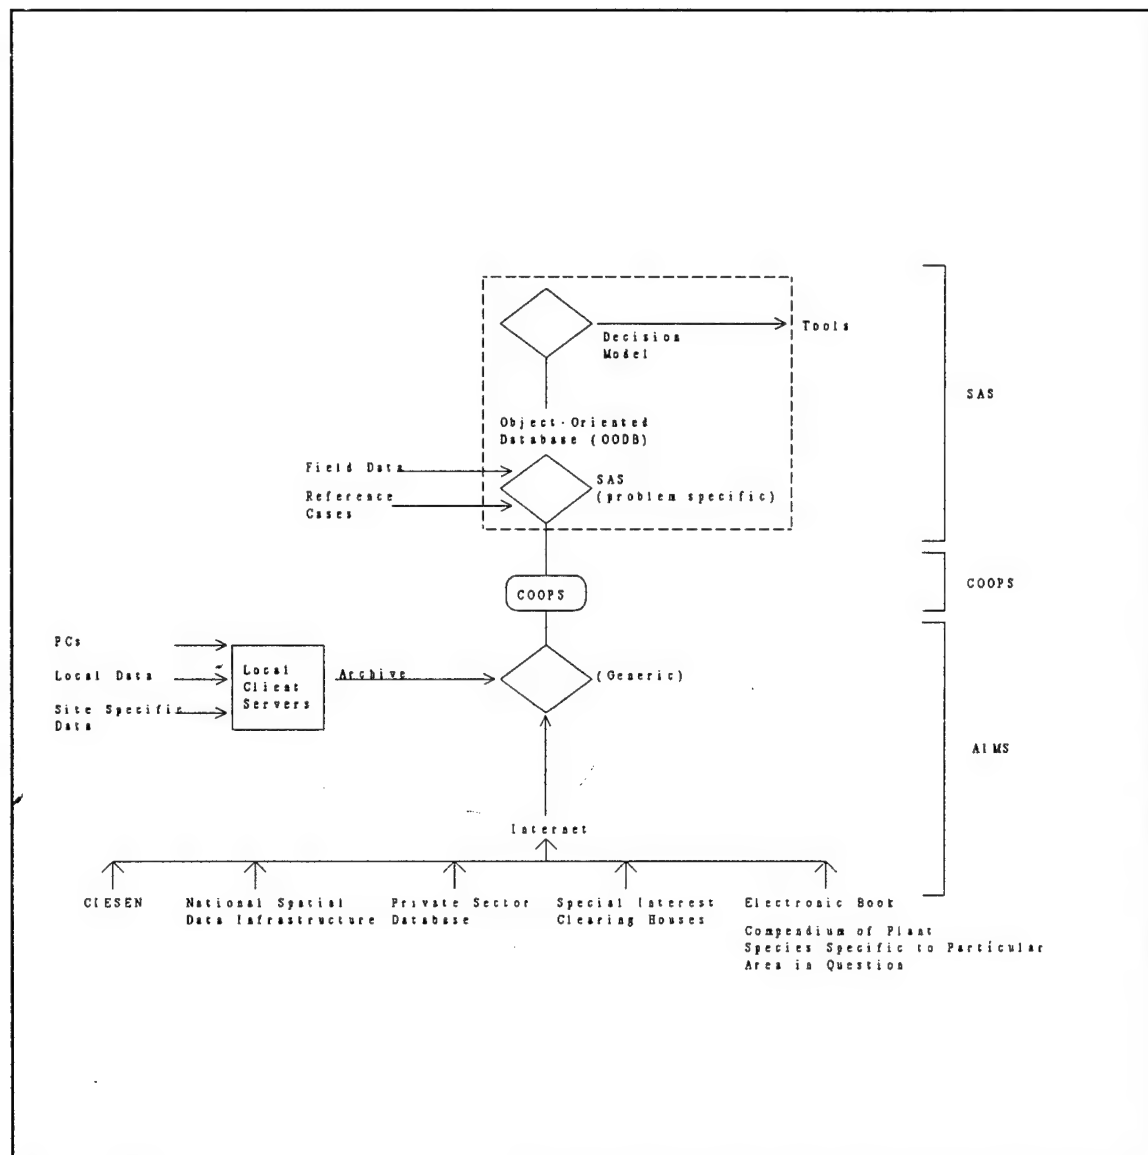 Tools
Decision
Model
SAS
Object-Oriented
Database (OODB)
Field Data
SAS
(problem specific)
Reference
Cases
COOPS
COOPS
PCs
Local Data
Site Specific
Data
Local
Client
Servers
Archive
(Generic)
AIMS
Internet
CIESEN
National Spatial
Data Infrastructure
Private Sector
Database
Special Interest
Clearing Houses
Electronic Book
Compendium of Plant
Species Specific to Particular
Area in Question